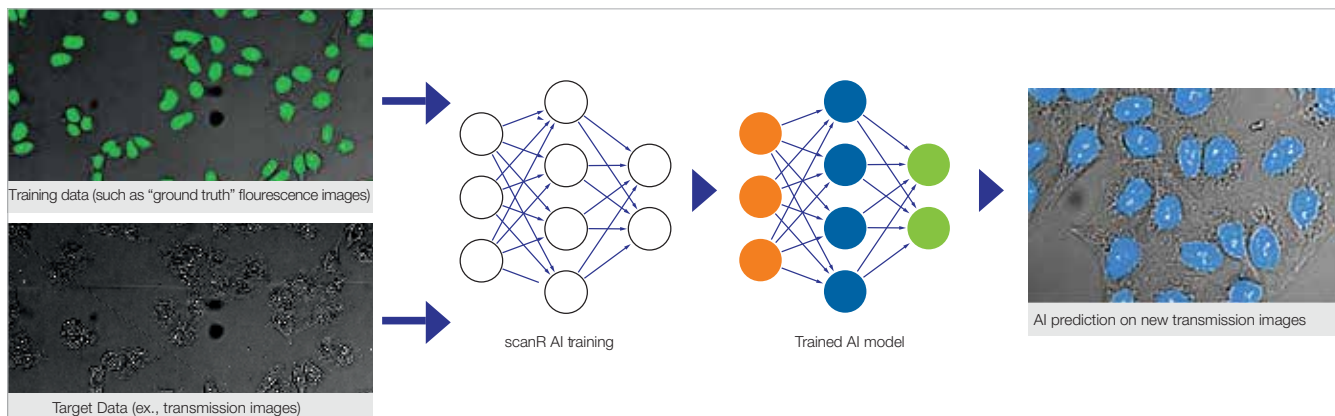 Training data (such as “ground truth” flourescence images)
Target Data (ex., transmission images)
scanR AI training
Trained AI model
AI prediction on new transmission images